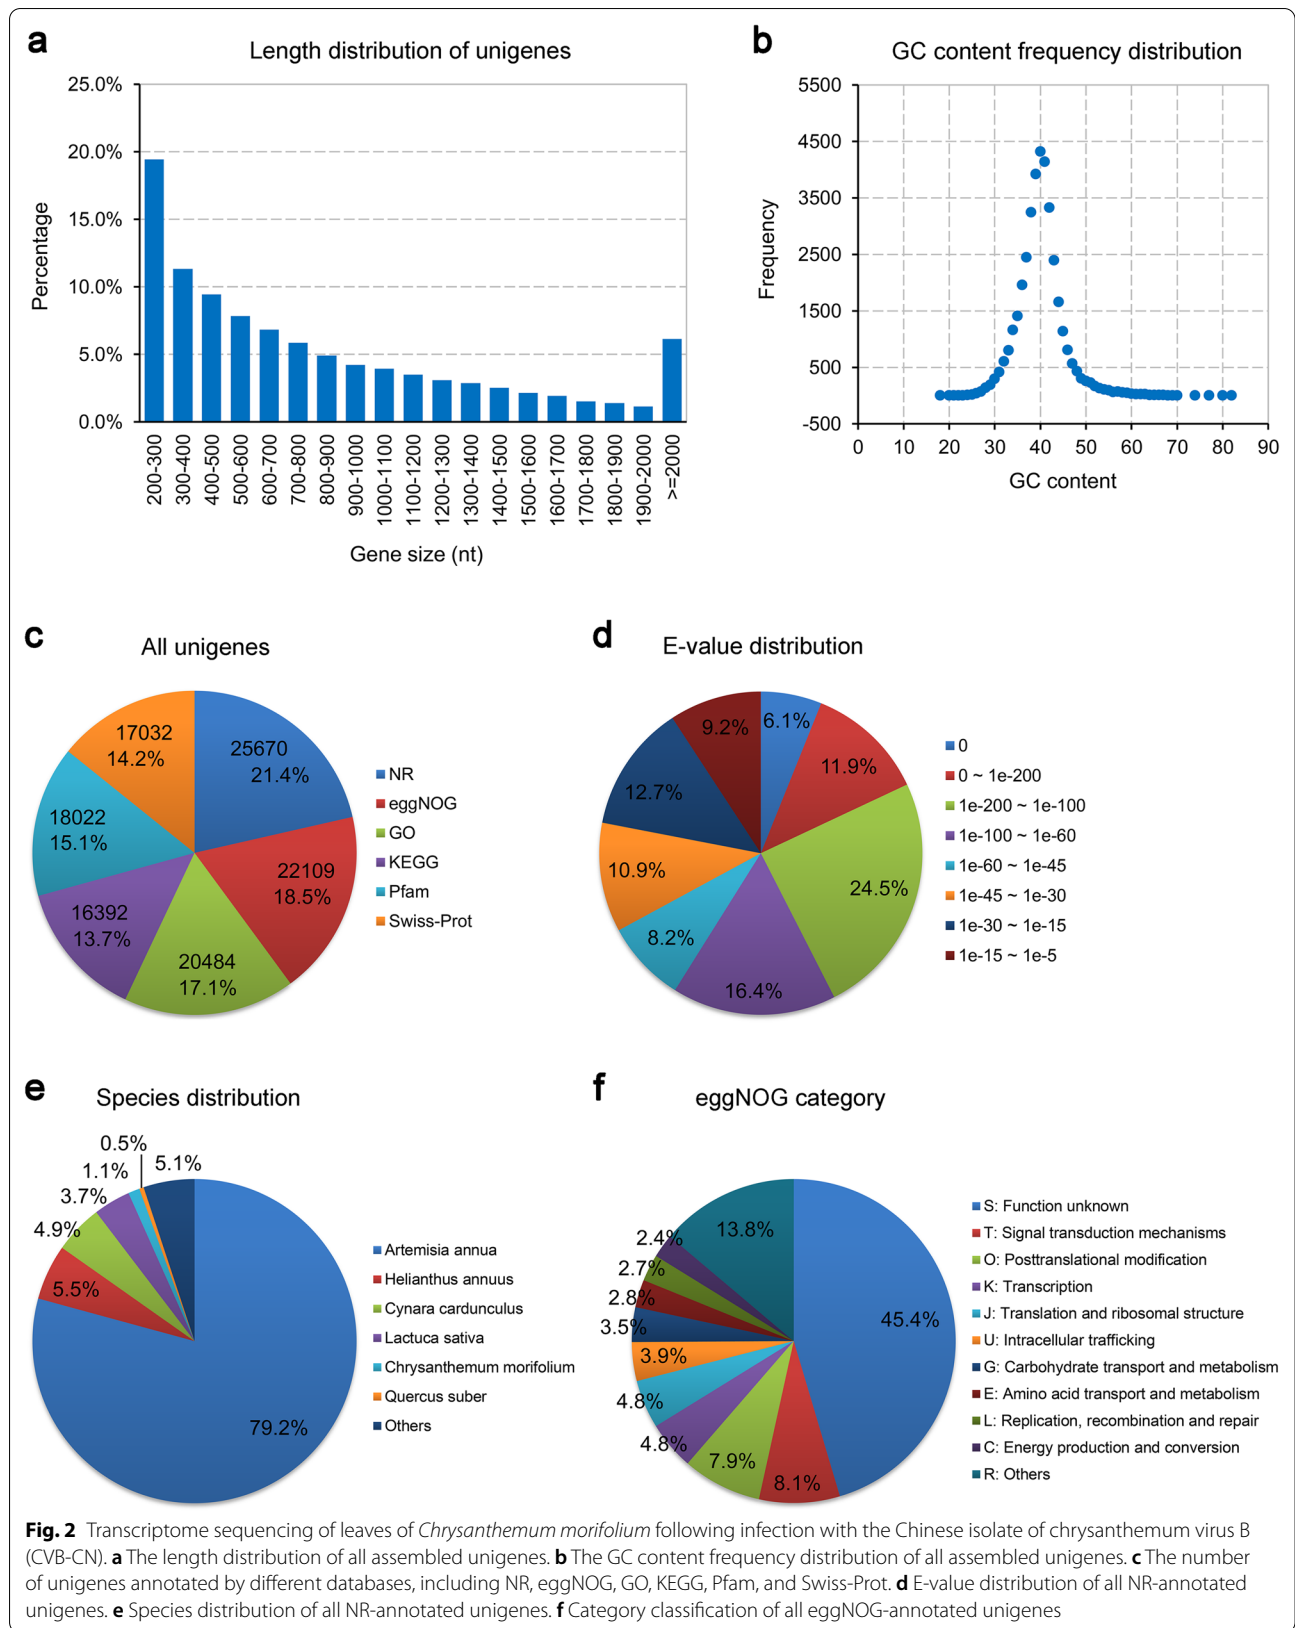 a
Length distribution of unigenes
25.0%
20.0%
15.0%
10.0%
5.0%
0.0%
Percentage
200-300
300-400
400-500
500-600
600-700
700-800
800-900
900-1000
1000-1100
1100-1200
1200-1300
1300-1400
1400-1500
1500-1600
1600-1700
1700-1800
1800-1900
1900-2000
>=2000
Gene size (nt)
b
GC content frequency distribution
5500
4500
3500
2500
1500
500
-500
Frequency
0 10 20 30 40 50 60 70 80 90
GC content
c
All unigenes
17032
14.2%
25670
21.4%
18022
15.1%
22109
18.5%
16392
13.7%
20484
17.1%
NR
eggNOG
GO
KEGG
Pfam
Swiss-Prot
d
E-value distribution
9.2%
6.1%
11.9%
12.7%
10.9%
24.5%
8.2%
16.4%
0
0 ~ 1e-200
1e-200 ~ 1e-100
1e-100 ~ 1e-60
1e-60 ~ 1e-45
1e-45 ~ 1e-30
1e-30 ~ 1e-15
1e-15 ~ 1e-5
e
Species distribution
0.5%
1.1%
5.1%
3.7%
4.9%
5.5%
79.2%
Artemisia annua
Helianthus annuus
Cynara cardunculus
Lactuca sativa
Chrysanthemum morifolium
Quercus suber
Others
f
eggNOG category
13.8%
2.4%
2.7%
2.8%
3.5%
3.9%
4.8%
4.8%
7.9%
8.1%
45.4%
S: Function unknown
T: Signal transduction mechanisms
O: Posttranslational modification
K: Transcription
J: Translation and ribosomal structure
U: Intracellular trafficking
G: Carbohydrate transport and metabolism
E: Amino acid transport and metabolism
L: Replication, recombination and repair
C: Energy production and conversion
R: Others
Fig. 2 Transcriptome sequencing of leaves of Chrysanthemum morifolium following infection with the Chinese isolate of chrysanthemum virus B
(CVB-CN). a The length distribution of all assembled unigenes. b The GC content frequency distribution of all assembled unigenes. c The number
of unigenes annotated by different databases, including NR, eggNOG, GO, KEGG, Pfam, and Swiss-Prot. d E-value distribution of all NR-annotated
unigenes. e Species distribution of all NR-annotated unigenes. f Category classification of all eggNOG-annotated unigenes